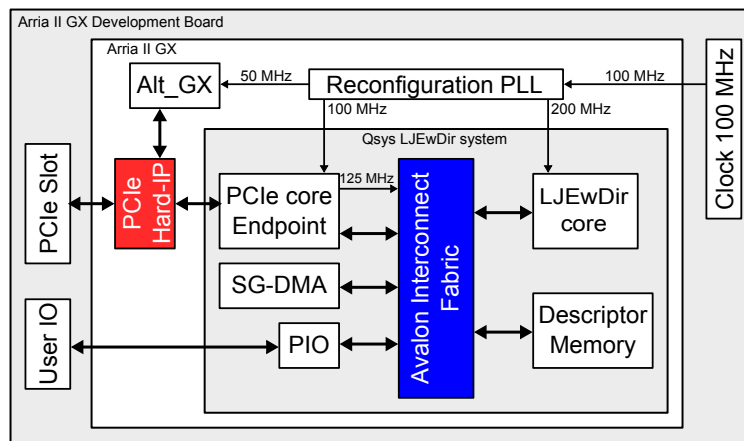 Arria II GX Development Board
Arria II GX
Alt_GX
50 MHz
Reconfiguration PLL
100 MHz
Clock 100 MHz
100 MHz
200 MHz
Qsys LJEwDir system
PCIe Slot
PCIe
Hard-IP
PCIe core
Endpoint
125 MHz
Avalon Interconnect
Fabric
LJEwDir
core
SG-DMA
User IO
PIO
Descriptor
Memory